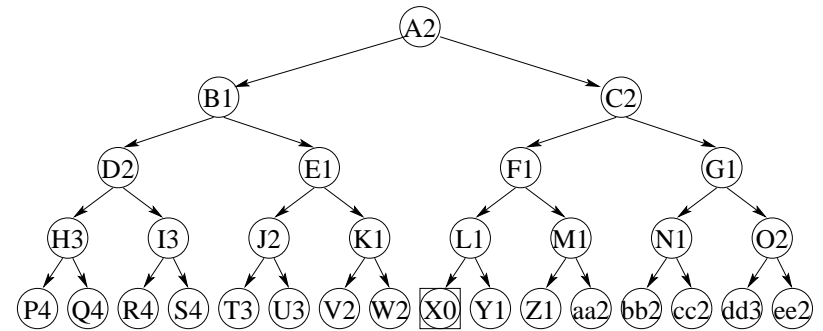 A2
B1 C2
D2 E1 F1 G1
H3 I3 J2 K1 L1 M1 N1 O2
P4 Q4 R4 S4 T3 U3 V2 W2 X0 Y1 Z1 aa2 bb2 cc2 dd3 ee2